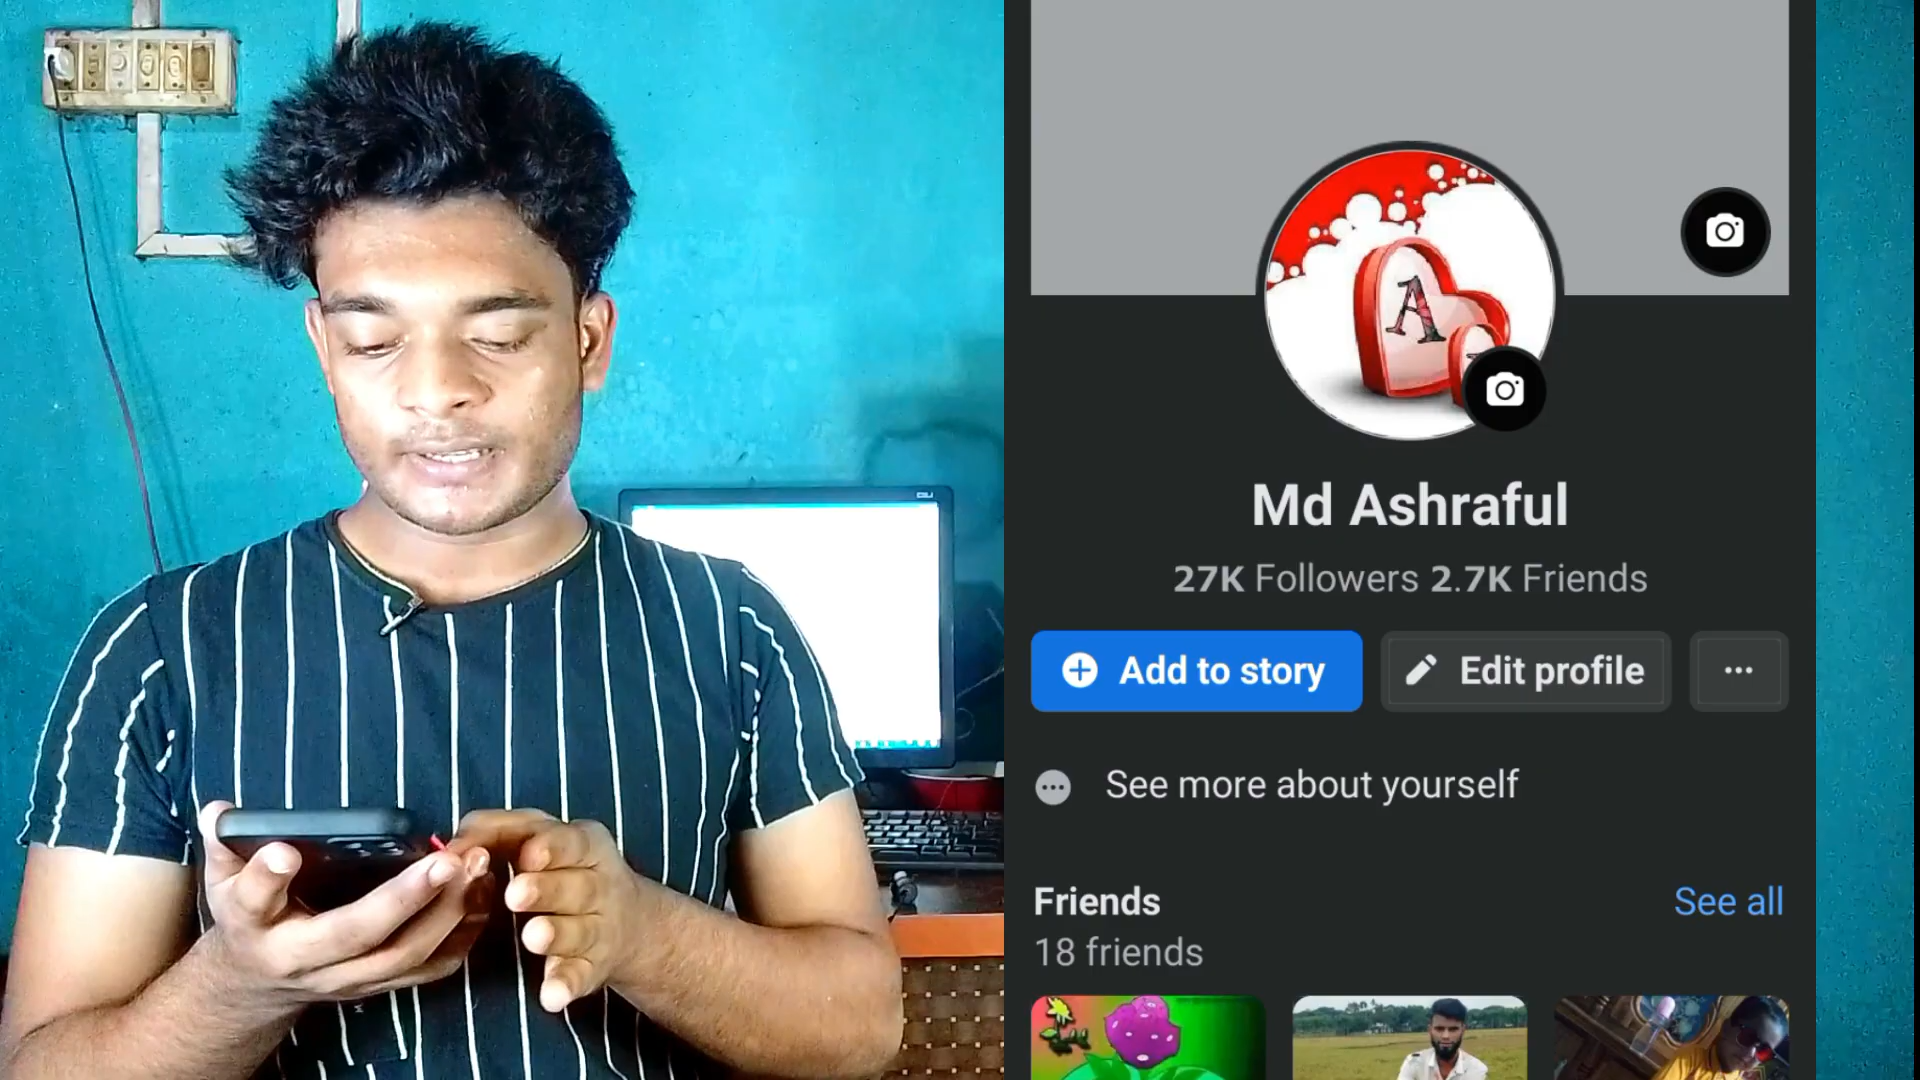 A
Md Ashraful
27K Followers 2.7K Friends
Add to story
Edit profile
See more about yourself
Friends
See all
18 friends